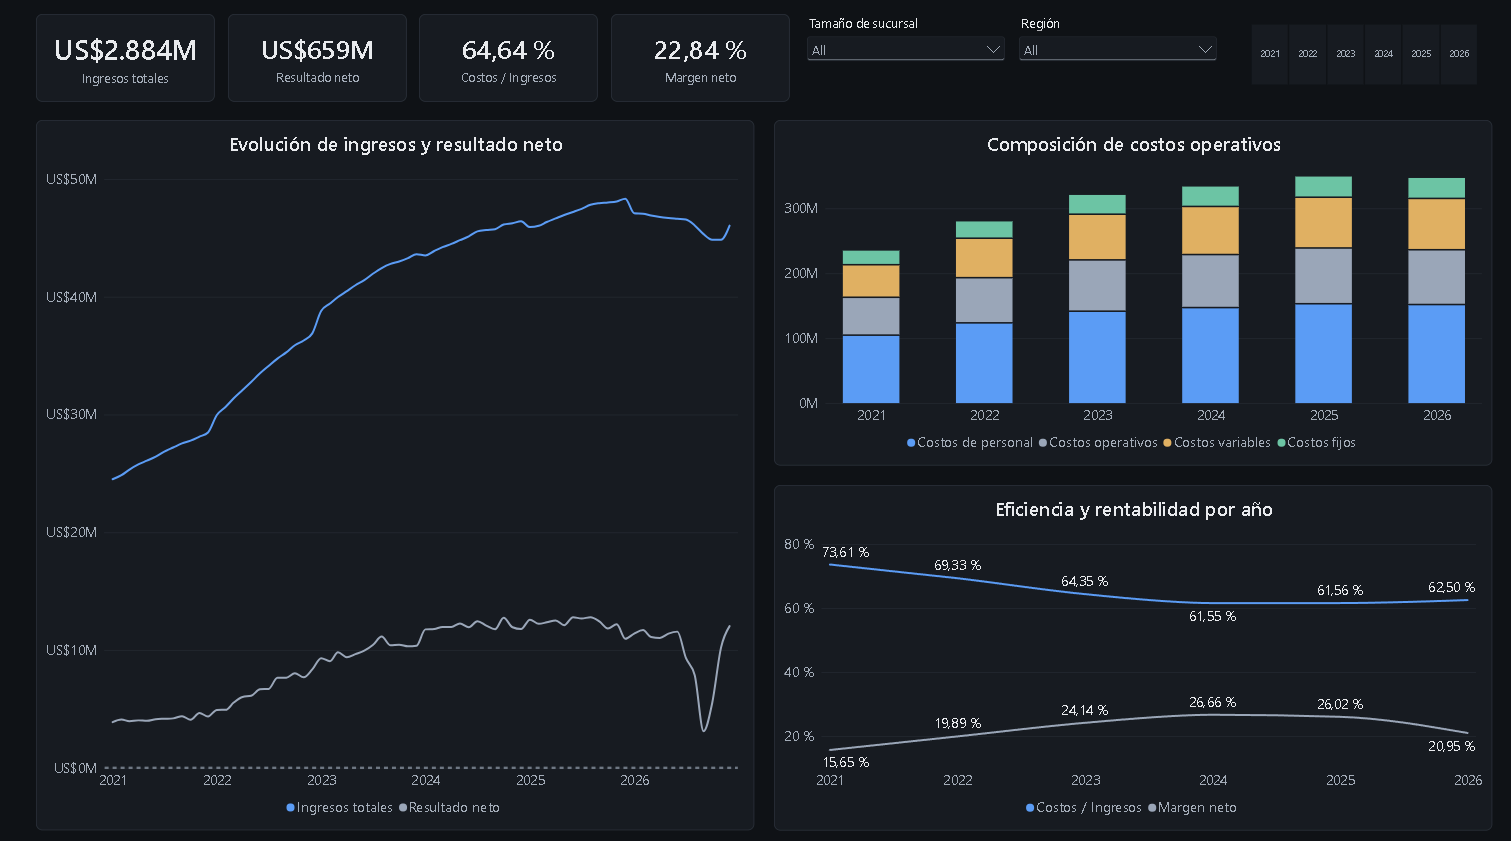 US$2.884M
Ingresos totales
US$659M
Resultado neto
64,64 %
Costos / Ingresos
22,84 %
Margen neto
Tamaño de sucursal
All
Región
All
2021 2022 2023 2024 2025 2026
Evolución de ingresos y resultado neto
US$50M
US$40M
US$30M
US$20M
US$10M
US$0M
2021 2022 2023 2024 2025 2026
Ingresos totales Resultado neto
Composición de costos operativos
300M
200M
100M
0M
2021 2022 2023 2024 2025 2026
Costos de personal Costos operativos Costos variables Costos fijos
Eficiencia y rentabilidad por año
80 %
60 %
40 %
20 %
73,61 % 69,33 % 64,35 % 61,55 % 61,56 % 62,50 %
15,65 % 19,89 % 24,14 % 26,66 % 26,02 % 20,95 %
2021 2022 2023 2024 2025 2026
Costos / Ingresos Margen neto